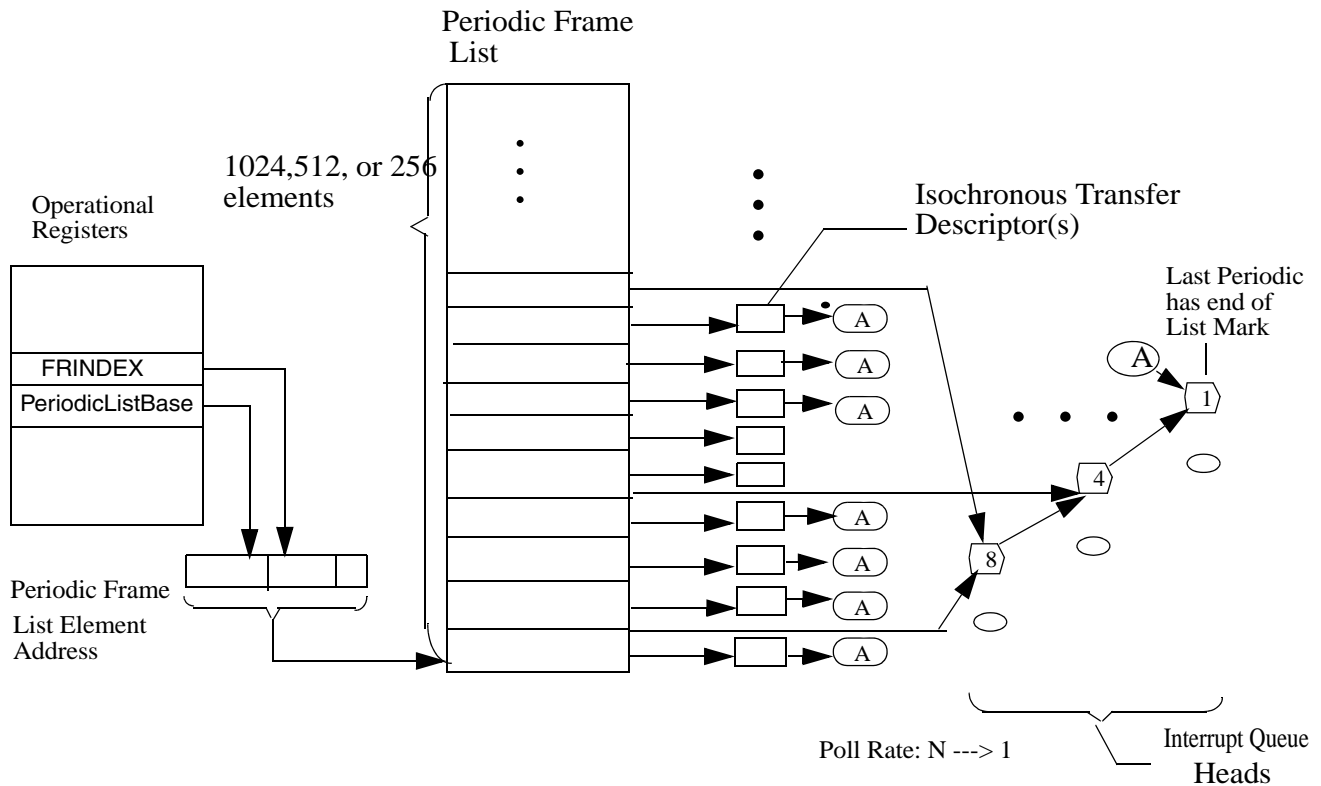 Periodic Frame
List
1024,512, or 256
elements
Operational
Registers
FRINDEX
PeriodicListBase
Periodic Frame
List Element
Address
Isochronous Transfer
Descriptor(s)
Last Periodic
has end of
List Mark
A
A
A
A
A
A
A
A
A
1
4
8
Poll Rate: N ---> 1
Interrupt Queue
Heads